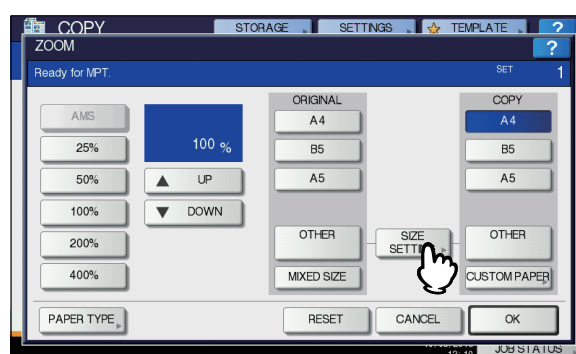 COPY STORAGE SETTINGS TEMPLATE ?
ZOOM ?
Ready for MPT. SET 1
ORIGINAL COPY
AMS A4 A4
25% 100 % B5 B5
50% UP A5 A5
100% DOWN
200% OTHER SIZE OTHER
400% MIXED SIZE CUSTOM PAPER
PAPER TYPE RESET CANCEL OK
JOB STATUS